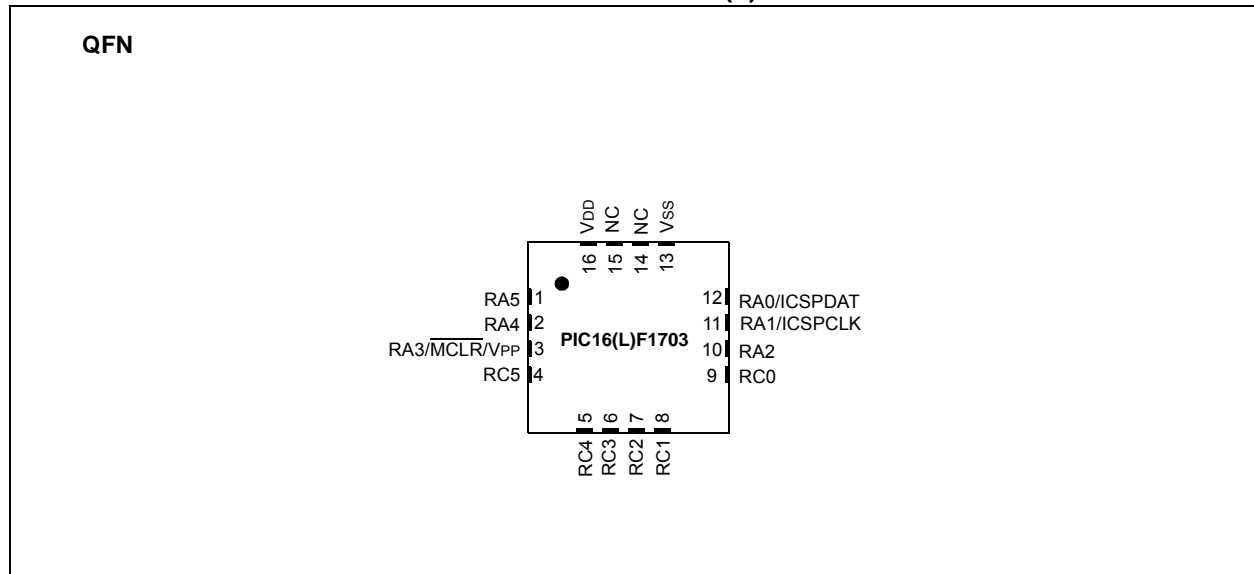 QFN
VDD
NC
NC
VSS
16
15
14
13
RA5 1
RA4 2
RA3/MCLR/VPP 3
RC5 4
PIC16(L)F1703
12 RA0/ICSPDAT
11 RA1/ICSPCLK
10 RA2
9 RC0
5
6
7
8
RC4
RC3
RC2
RC1